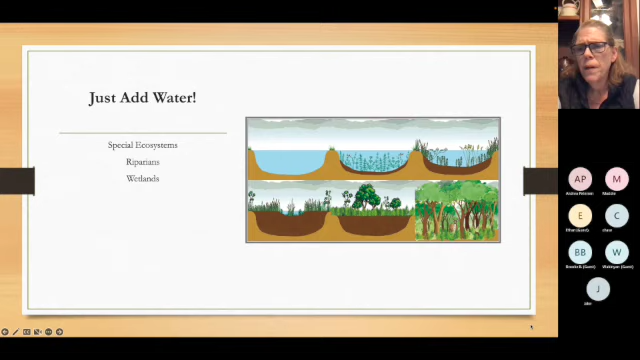 Just Add Water!
Special Ecosystems
Riparians
Wetlands
AP
M
E
C
BB
W
J